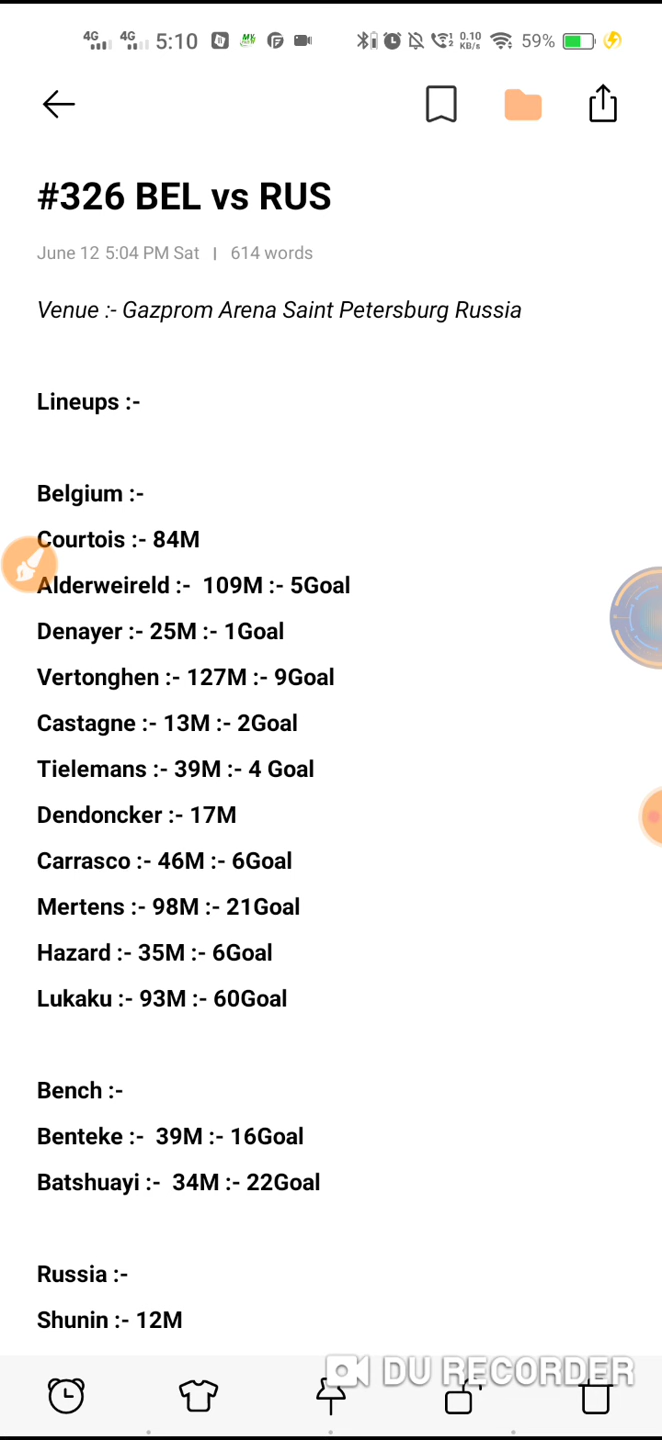 4G 4G 5:10 0.10 KB/s 59%
#326 BEL vs RUS
June 12 5:04 PM Sat | 614 words
Venue :- Gazprom Arena Saint Petersburg Russia
Lineups :-
Belgium :-
Courtois :- 84M
Alderweireld :- 109M :- 5Goal
Denayer :- 25M :- 1Goal
Vertonghen :- 127M :- 9Goal
Castagne :- 13M :- 2Goal
Tielemans :- 39M :- 4 Goal
Dendoncker :- 17M
Carrasco :- 46M :- 6Goal
Mertens :- 98M :- 21Goal
Hazard :- 35M :- 6Goal
Lukaku :- 93M :- 60Goal
Bench :-
Benteke :- 39M :- 16Goal
Batshuayi :- 34M :- 22Goal
Russia :-
Shunin :- 12M
DU RECORDER